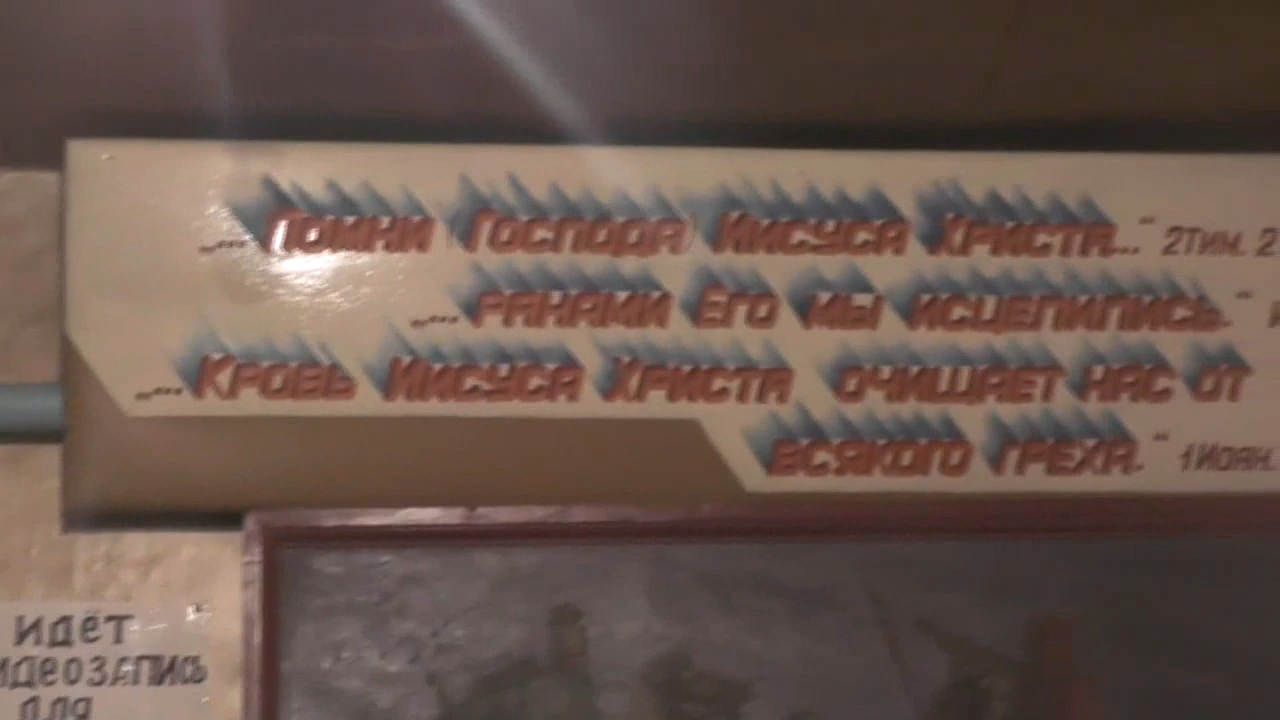 „...Помни Господа Иисуса Христа...“ 2Тим. 2
„...ранами Его мы исцелились.“
„...Кровь Иисуса Христа очищает нас от
всякого греха.“ 1Иоан.
идёт
идеозапись
для